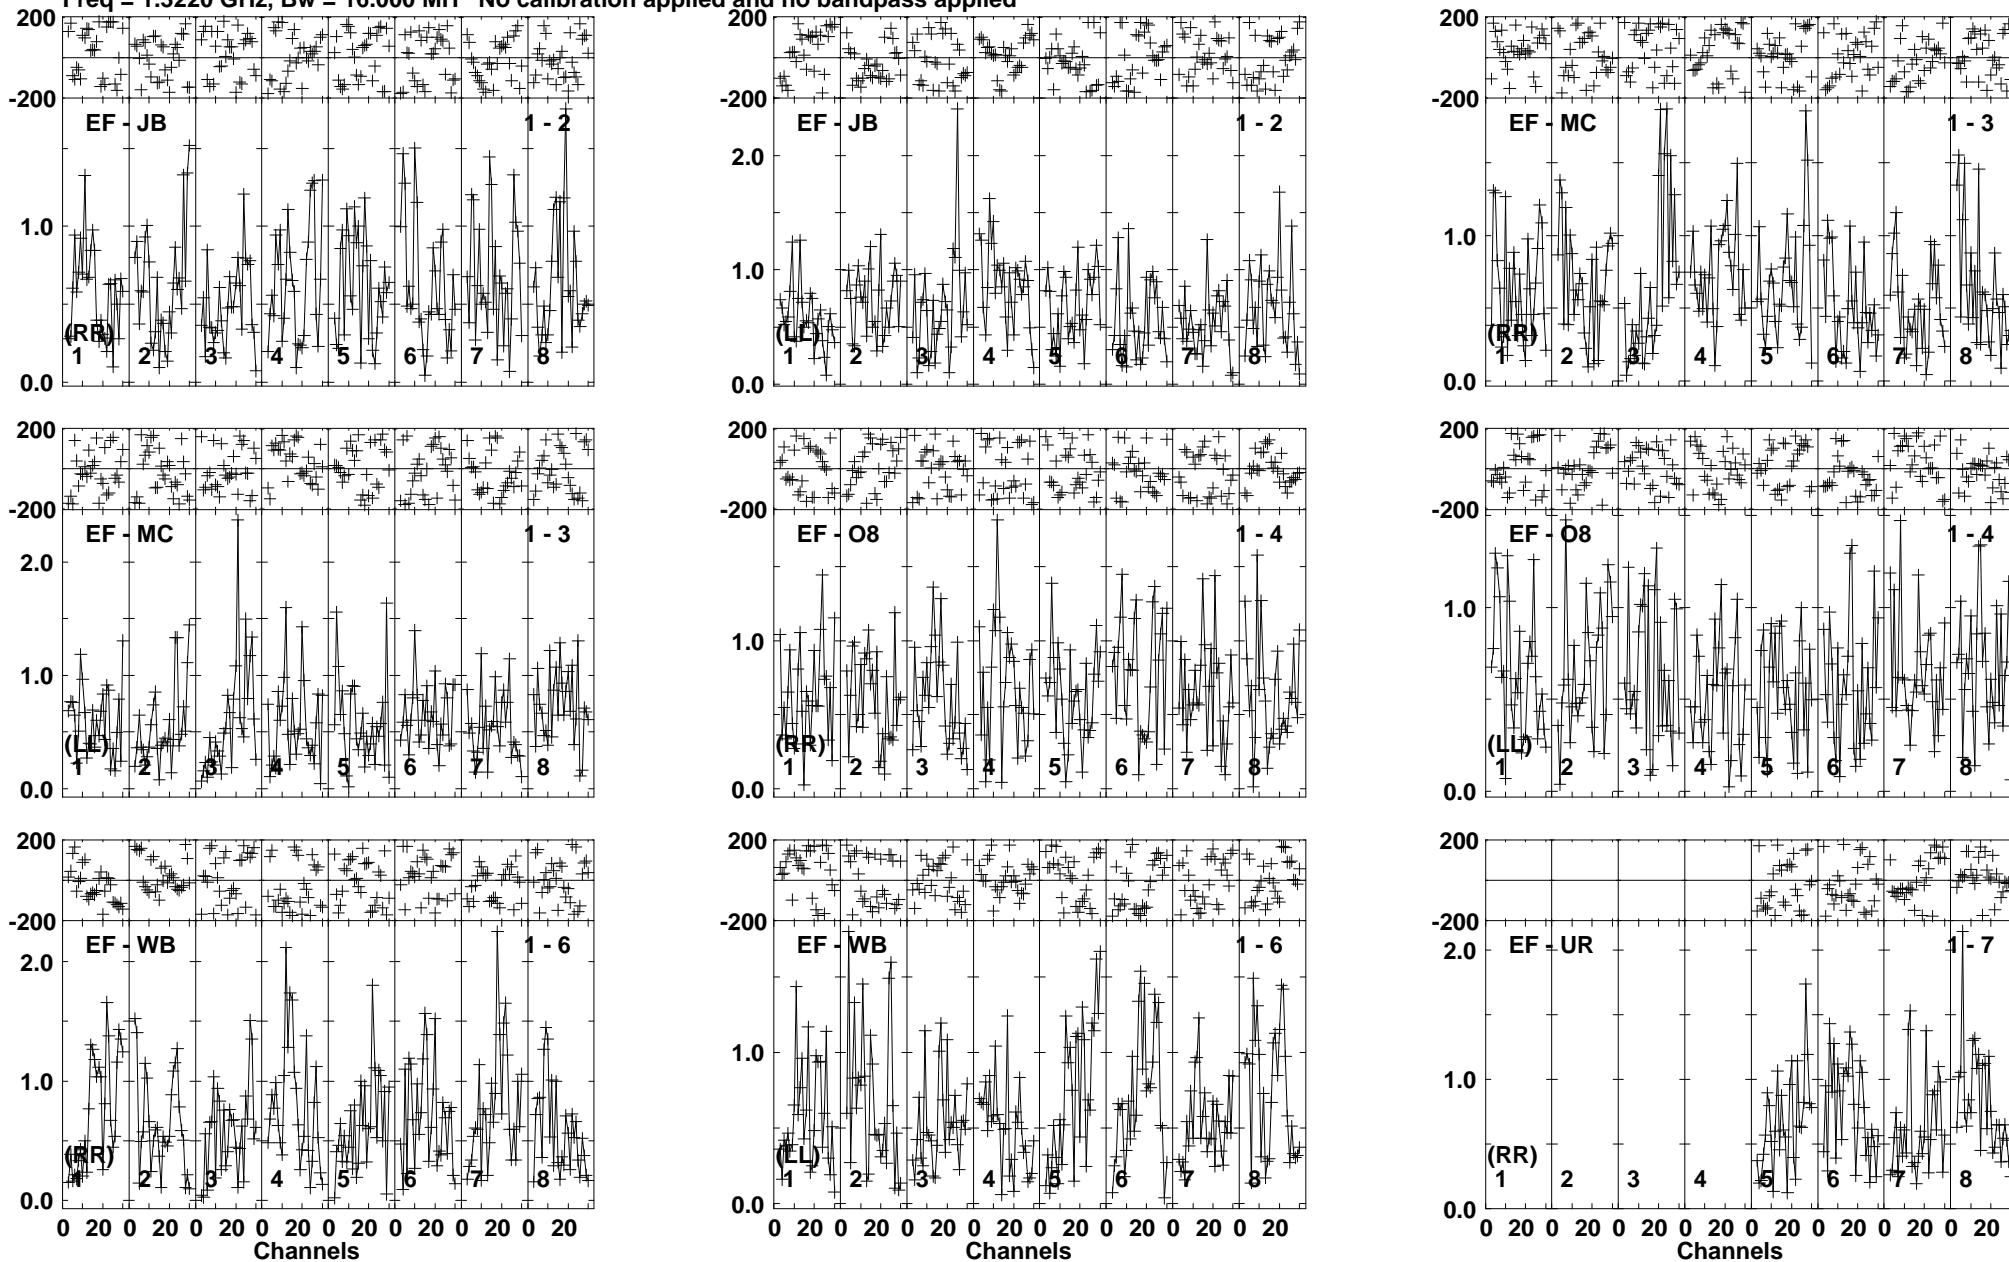 Freq = 1.3220 GHz, Bw = 16.000 MH No calibration applied and no bandpass applied
200 200 200
-200 -200 -200
EF - JB 1 - 2 EF - JB 1 - 2 EF - MC 1 - 3
2.0
1.0 1.0 1.0
(RR) (LL) (RR)
1 2 3 4 5 6 7 8 1 2 3 4 5 6 7 8 1 2 3 4 5 6 7 8
0.0 0.0 0.0
200 200 200
-200 -200 -200
EF - MC 1 - 3 EF - O8 1 - 4 EF - O8 1 - 4
2.0
1.0 1.0 1.0
(LL) (RR) (LL)
1 2 3 4 5 6 7 8 1 2 3 4 5 6 7 8 1 2 3 4 5 6 7 8
0.0 0.0 0.0
200 200 200
-200 -200 -200
EF - WB 1 - 6 EF - WB 1 - 6 EF - UR 1 - 7
2.0 2.0
1.0 1.0 1.0
(RR) (LL) (RR)
1 2 3 4 5 6 7 8 1 2 3 4 5 6 7 8 1 2 3 4 5 6 7 8
0.0 0.0 0.0
0 20 0 20 0 20 0 20 0 20 0 20 0 20 0 20 0 20 0 20 0 20 0 20 0 20 0 20 0 20 0 20 0 20 0 20 0 20 0 20 0 20 0 20 0 20 0 20
Channels Channels Channels